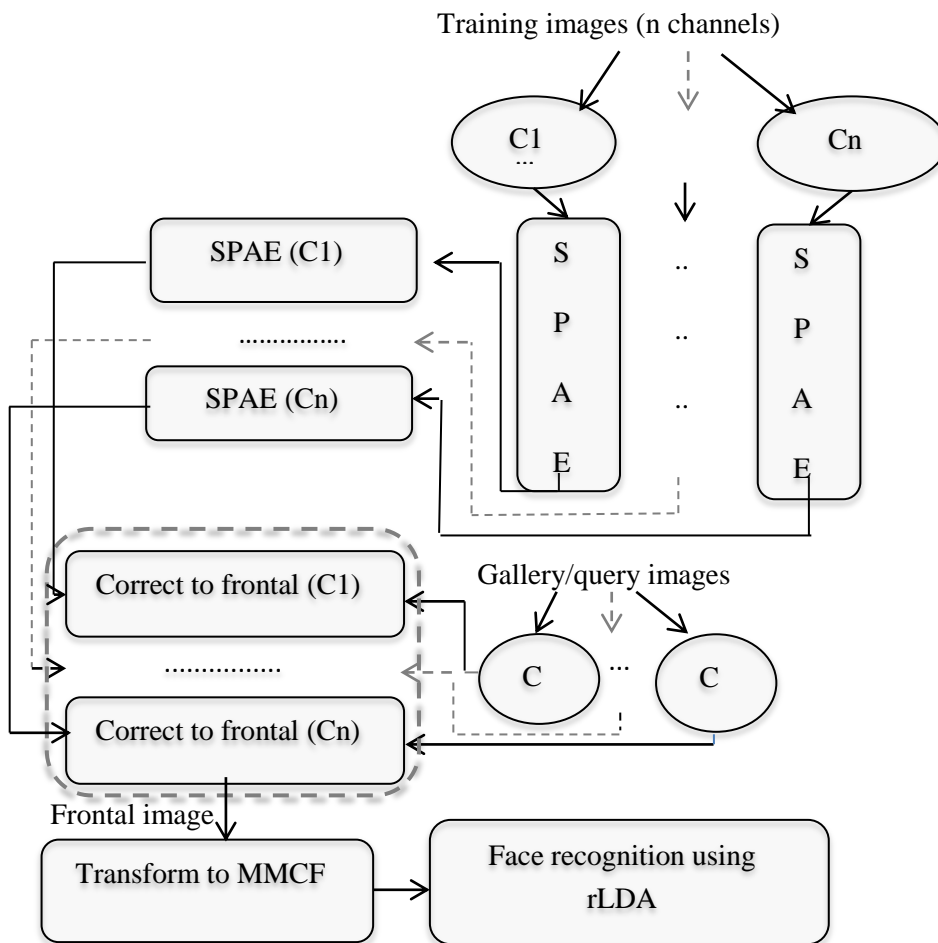 Training images (n channels)
C1
...
Cn
S
P
A
E
..
..
..
S
P
A
E
SPAE (C1)
................
SPAE (Cn)
Gallery/query images
Correct to frontal (C1)
................
Correct to frontal (Cn)
C
...
C
Frontal image
Transform to MMCF
Face recognition using
rLDA